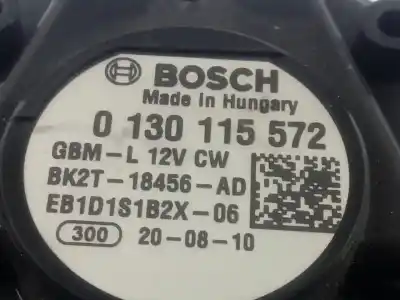 BOSCH
Made in Hungary
0 130 115 572
GBM-L 12V CW
BK2T-18456-AD
EB1D1S1B2X-06
300 20-08-10